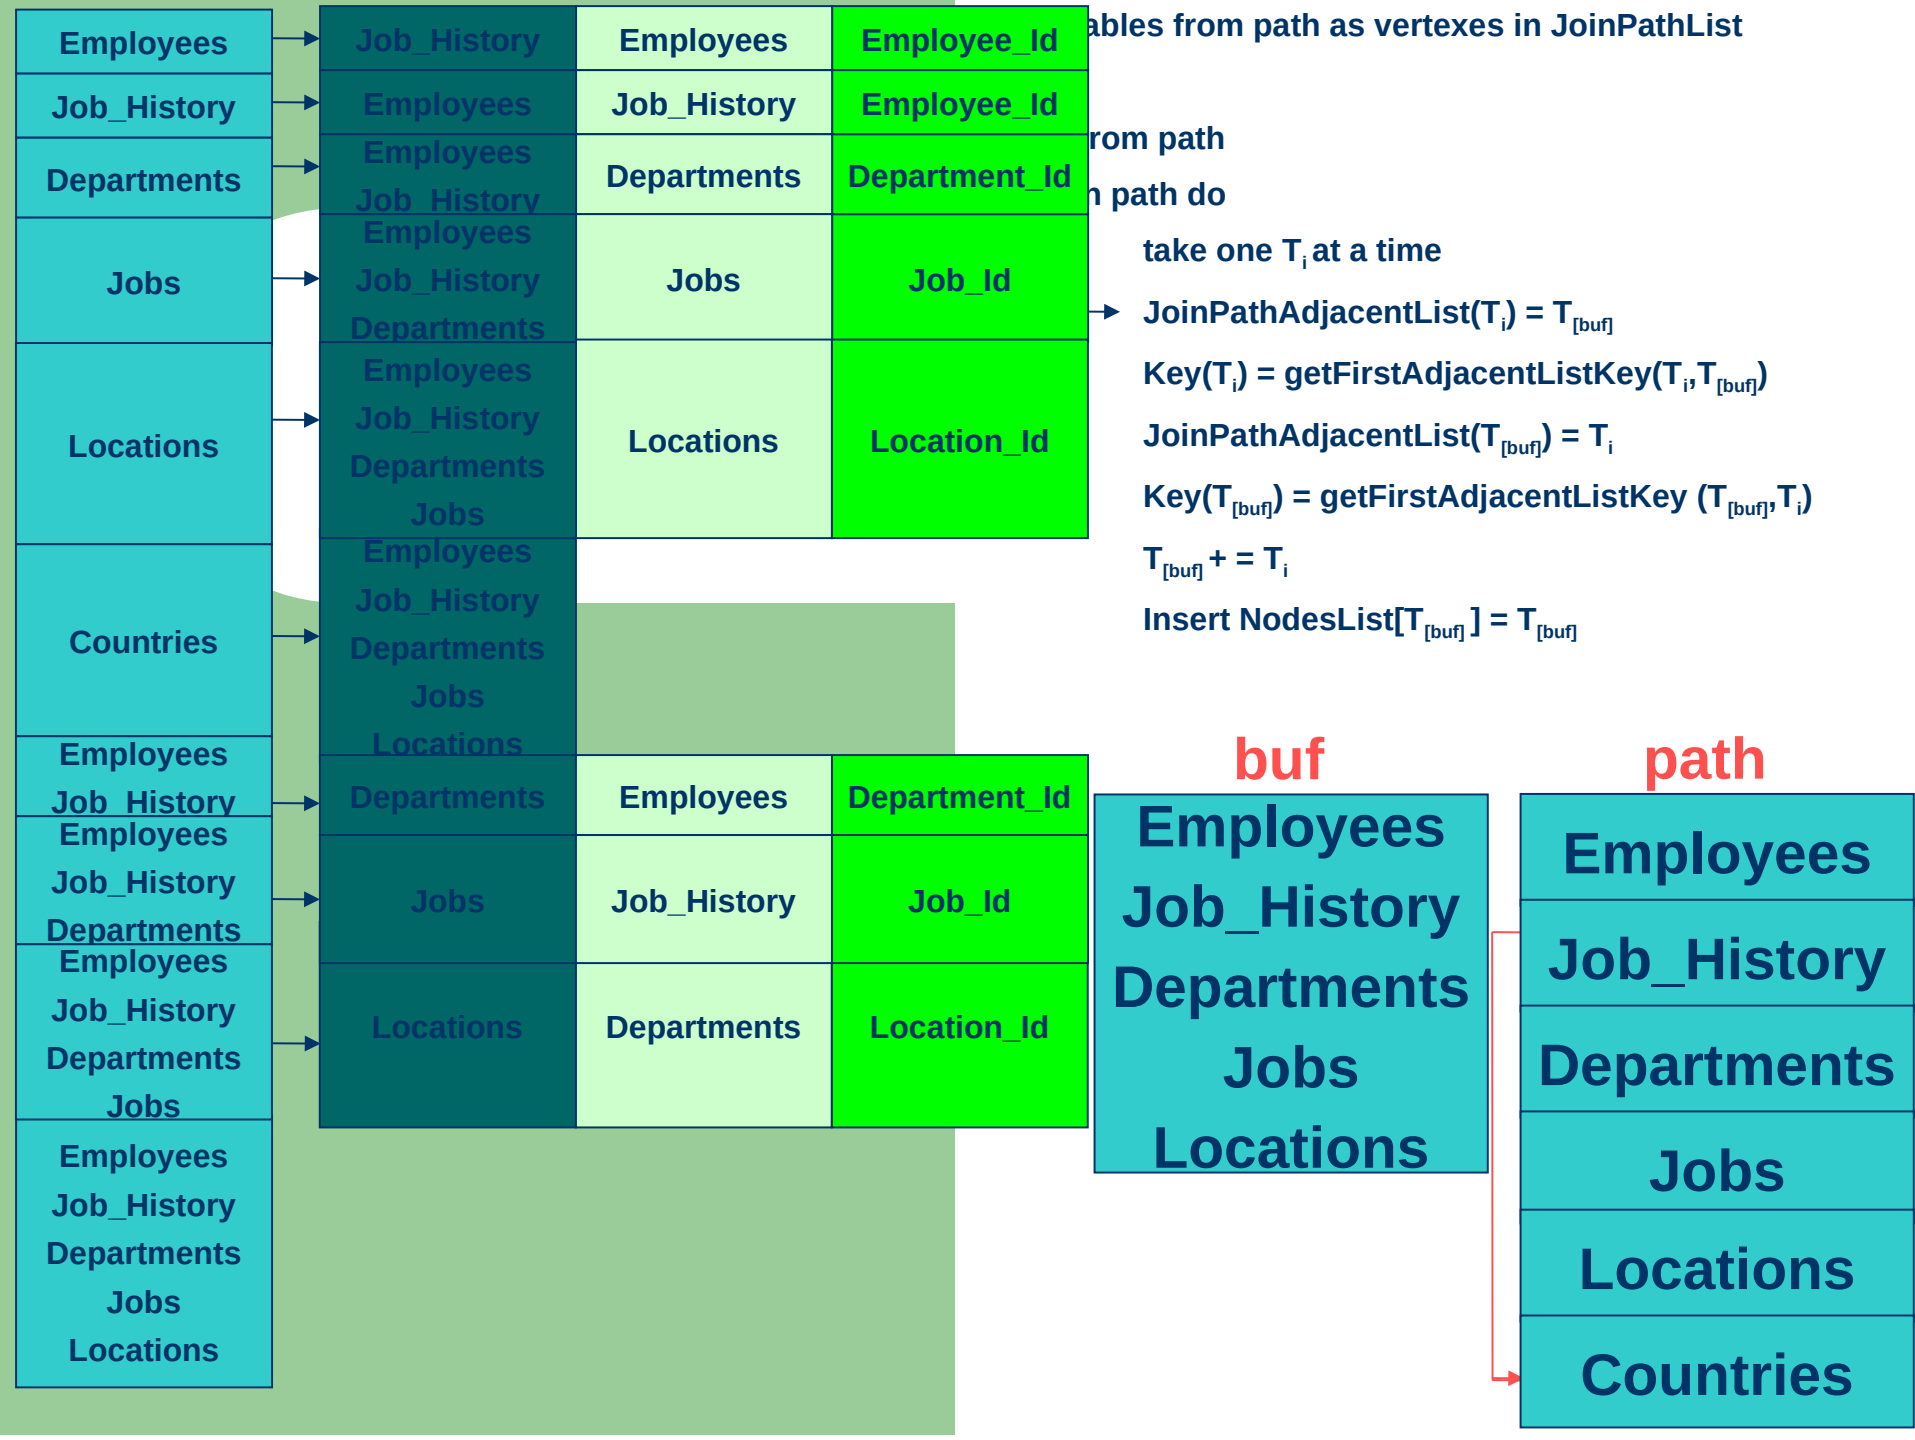 Employees
Job_History
Departments
Jobs
Locations
Countries
Employees
Job_History
Employees
Job_History
Departments
Employees
Job_History
Departments
Jobs
Employees
Job_History
Departments
Jobs
Locations
Job_History Employees Employee_Id
Employees Job_History Employee_Id
Employees
Job_History
Departments Department_Id
Employees
Job_History
Departments
Jobs Job_Id
Employees
Job_History
Departments
Jobs
Locations Location_Id
Employees
Job_History
Departments
Jobs
Locations
Departments Employees Department_Id
Jobs Job_History Job_Id
Locations Departments Location_Id
ables from path as vertexes in JoinPathList
rom path
path do
take one Ti at a time
JoinPathAdjacentList(Ti) = T[buf]
Key(Ti) = getFirstAdjacentListKey(Ti,T[buf])
JoinPathAdjacentList(T[buf]) = Ti
Key(T[buf]) = getFirstAdjacentListKey (T[buf],Ti)
T[buf] + = Ti
Insert NodesList[T[buf] ] = T[buf]
buf
Employees
Job_History
Departments
Jobs
Locations
path
Employees
Job_History
Departments
Jobs
Locations
Countries